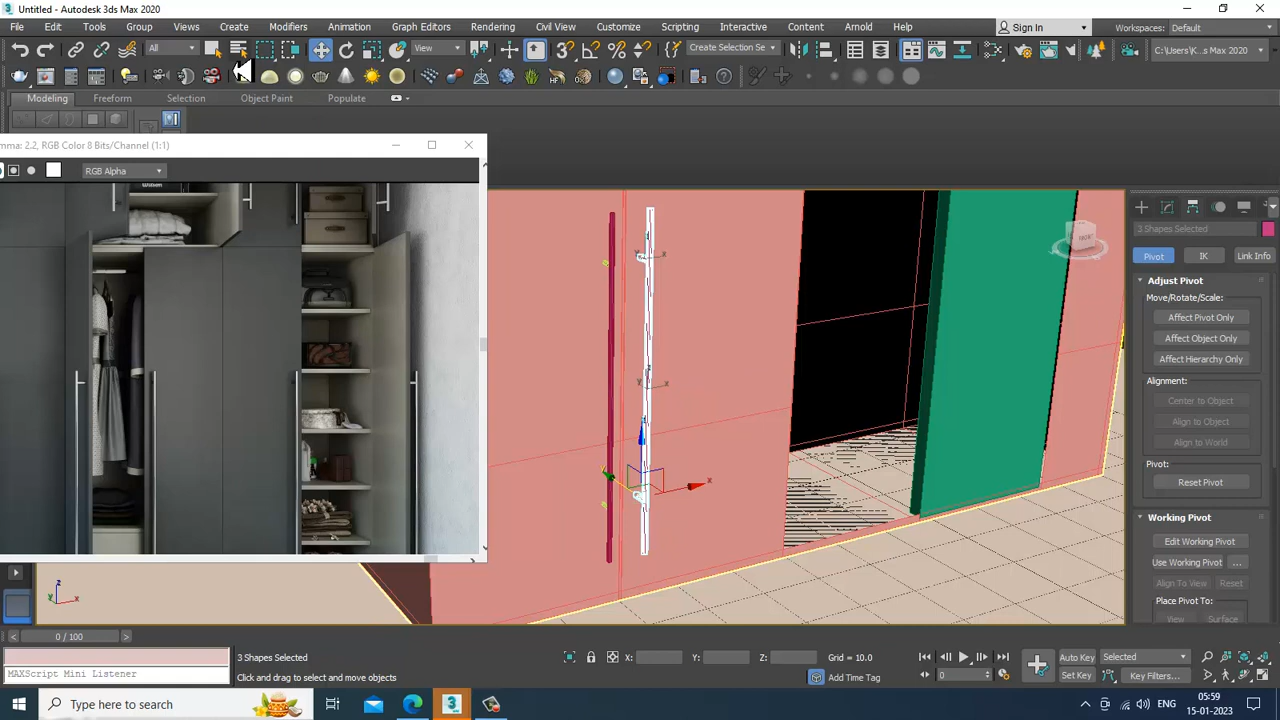 Untitled - Autodesk 3ds Max 2020
File Edit Tools Group Views Create Modifiers Animation Graph Editors Rendering Civil View Customize Scripting Interactive Content Arnold Help Sign In Workspaces: Default
All View Create Selection Se C:\Users\K...s Max 2020
Modeling Freeform Selection Object Paint Populate
mma: 2.2, RGB Color 8 Bits/Channel (1:1)
RGB Alpha
FRONT
3 Shapes Selected
Pivot IK Link Info
Adjust Pivot
Move/Rotate/Scale:
Affect Pivot Only
Affect Object Only
Affect Hierarchy Only
Alignment:
Center to Object
Align to Object
Align to World
Pivot:
Reset Pivot
Working Pivot
Edit Working Pivot
Use Working Pivot ...
Align To View Reset
Place Pivot To:
View Surface
0 / 100
MAXScript Mini Listener
3 Shapes Selected
Click and drag to select and move objects
X: Y: Z: Grid = 10.0
Add Time Tag
0
Auto Key Selected
Set Key Key Filters...
Type here to search
ENG
05:59
15-01-2023